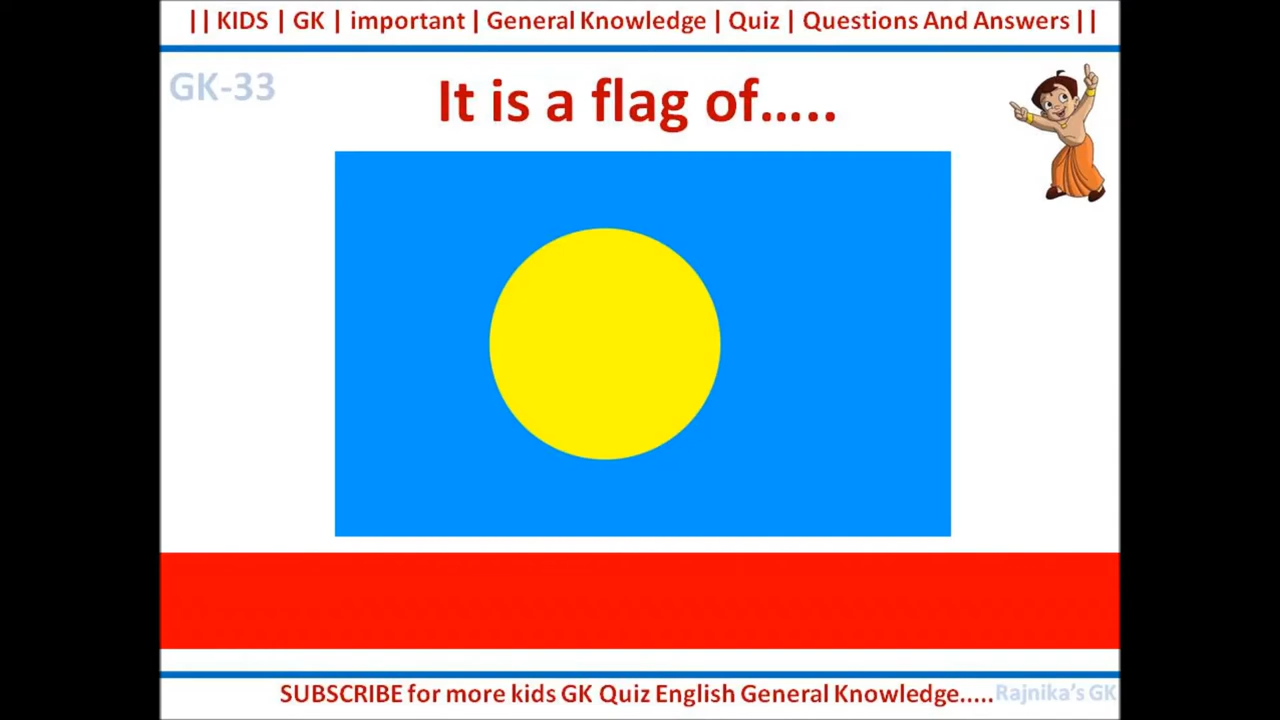 || KIDS | GK | important | General Knowledge | Quiz | Questions And Answers ||
GK-33
It is a flag of.....
SUBSCRIBE for more kids GK Quiz English General Knowledge.....
Rajnika's GK